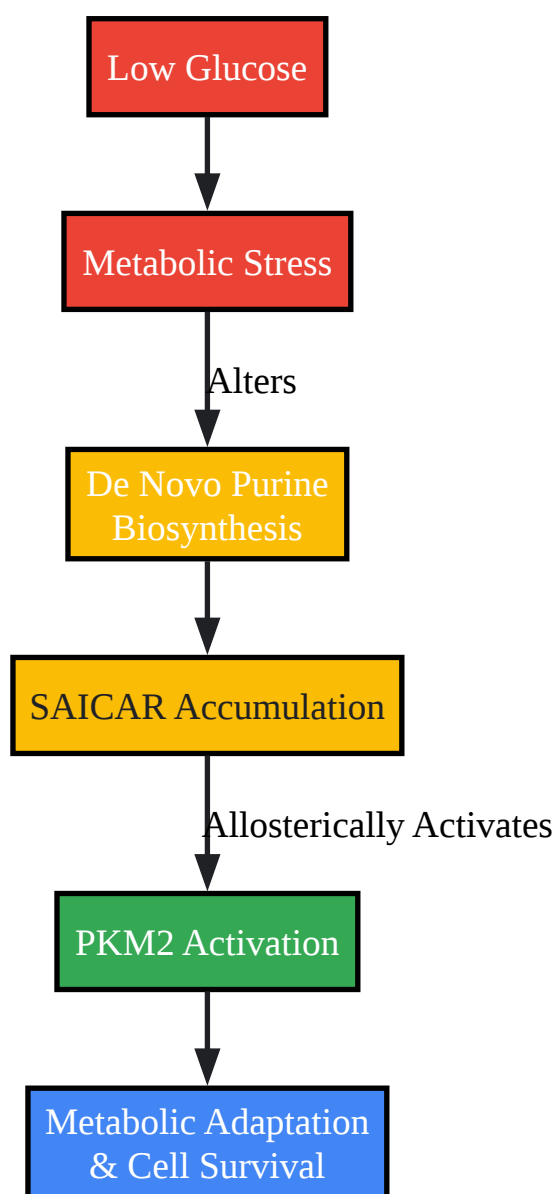 Low Glucose
Metabolic Stress
Alters
De Novo Purine
Biosynthesis
SAICAR Accumulation
Allosterically Activates
PKM2 Activation
Metabolic Adaptation
& Cell Survival